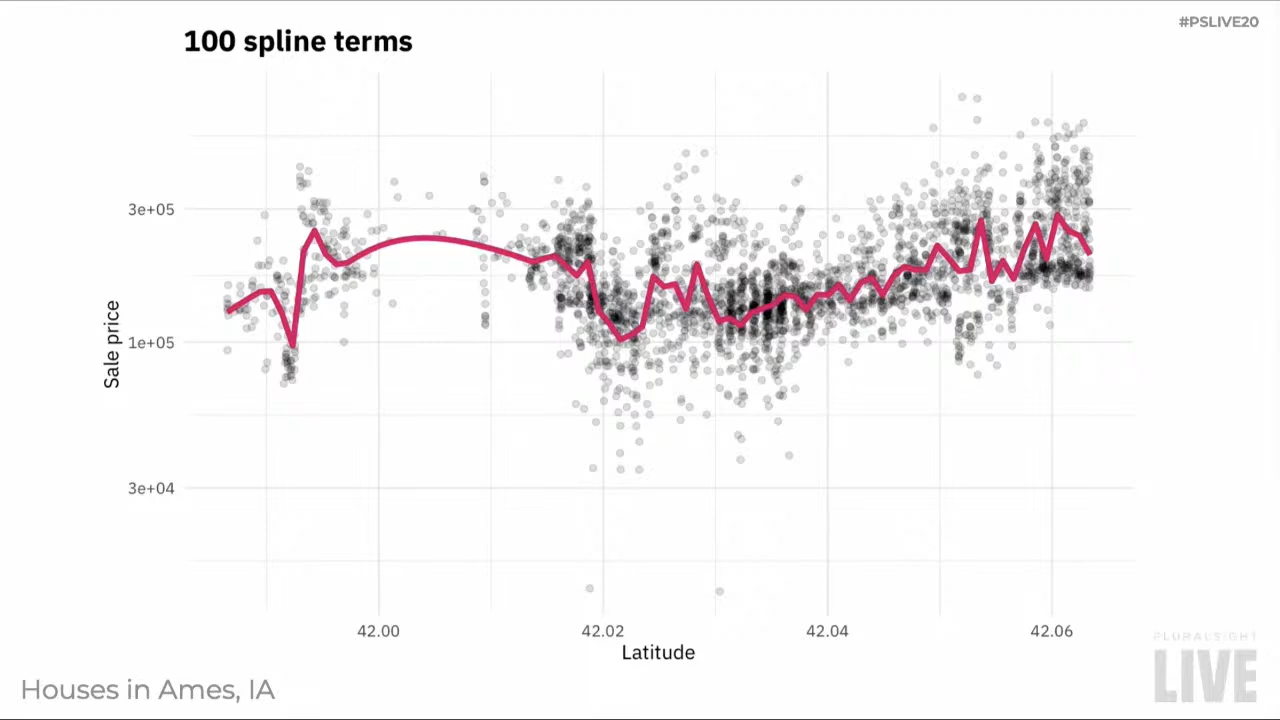 #PSLIVE20
100 spline terms
3e+05
1e+05
3e+04
Sale price
42.00
42.02
42.04
42.06
Latitude
Houses in Ames, IA
PLURALSIGHT
LIVE